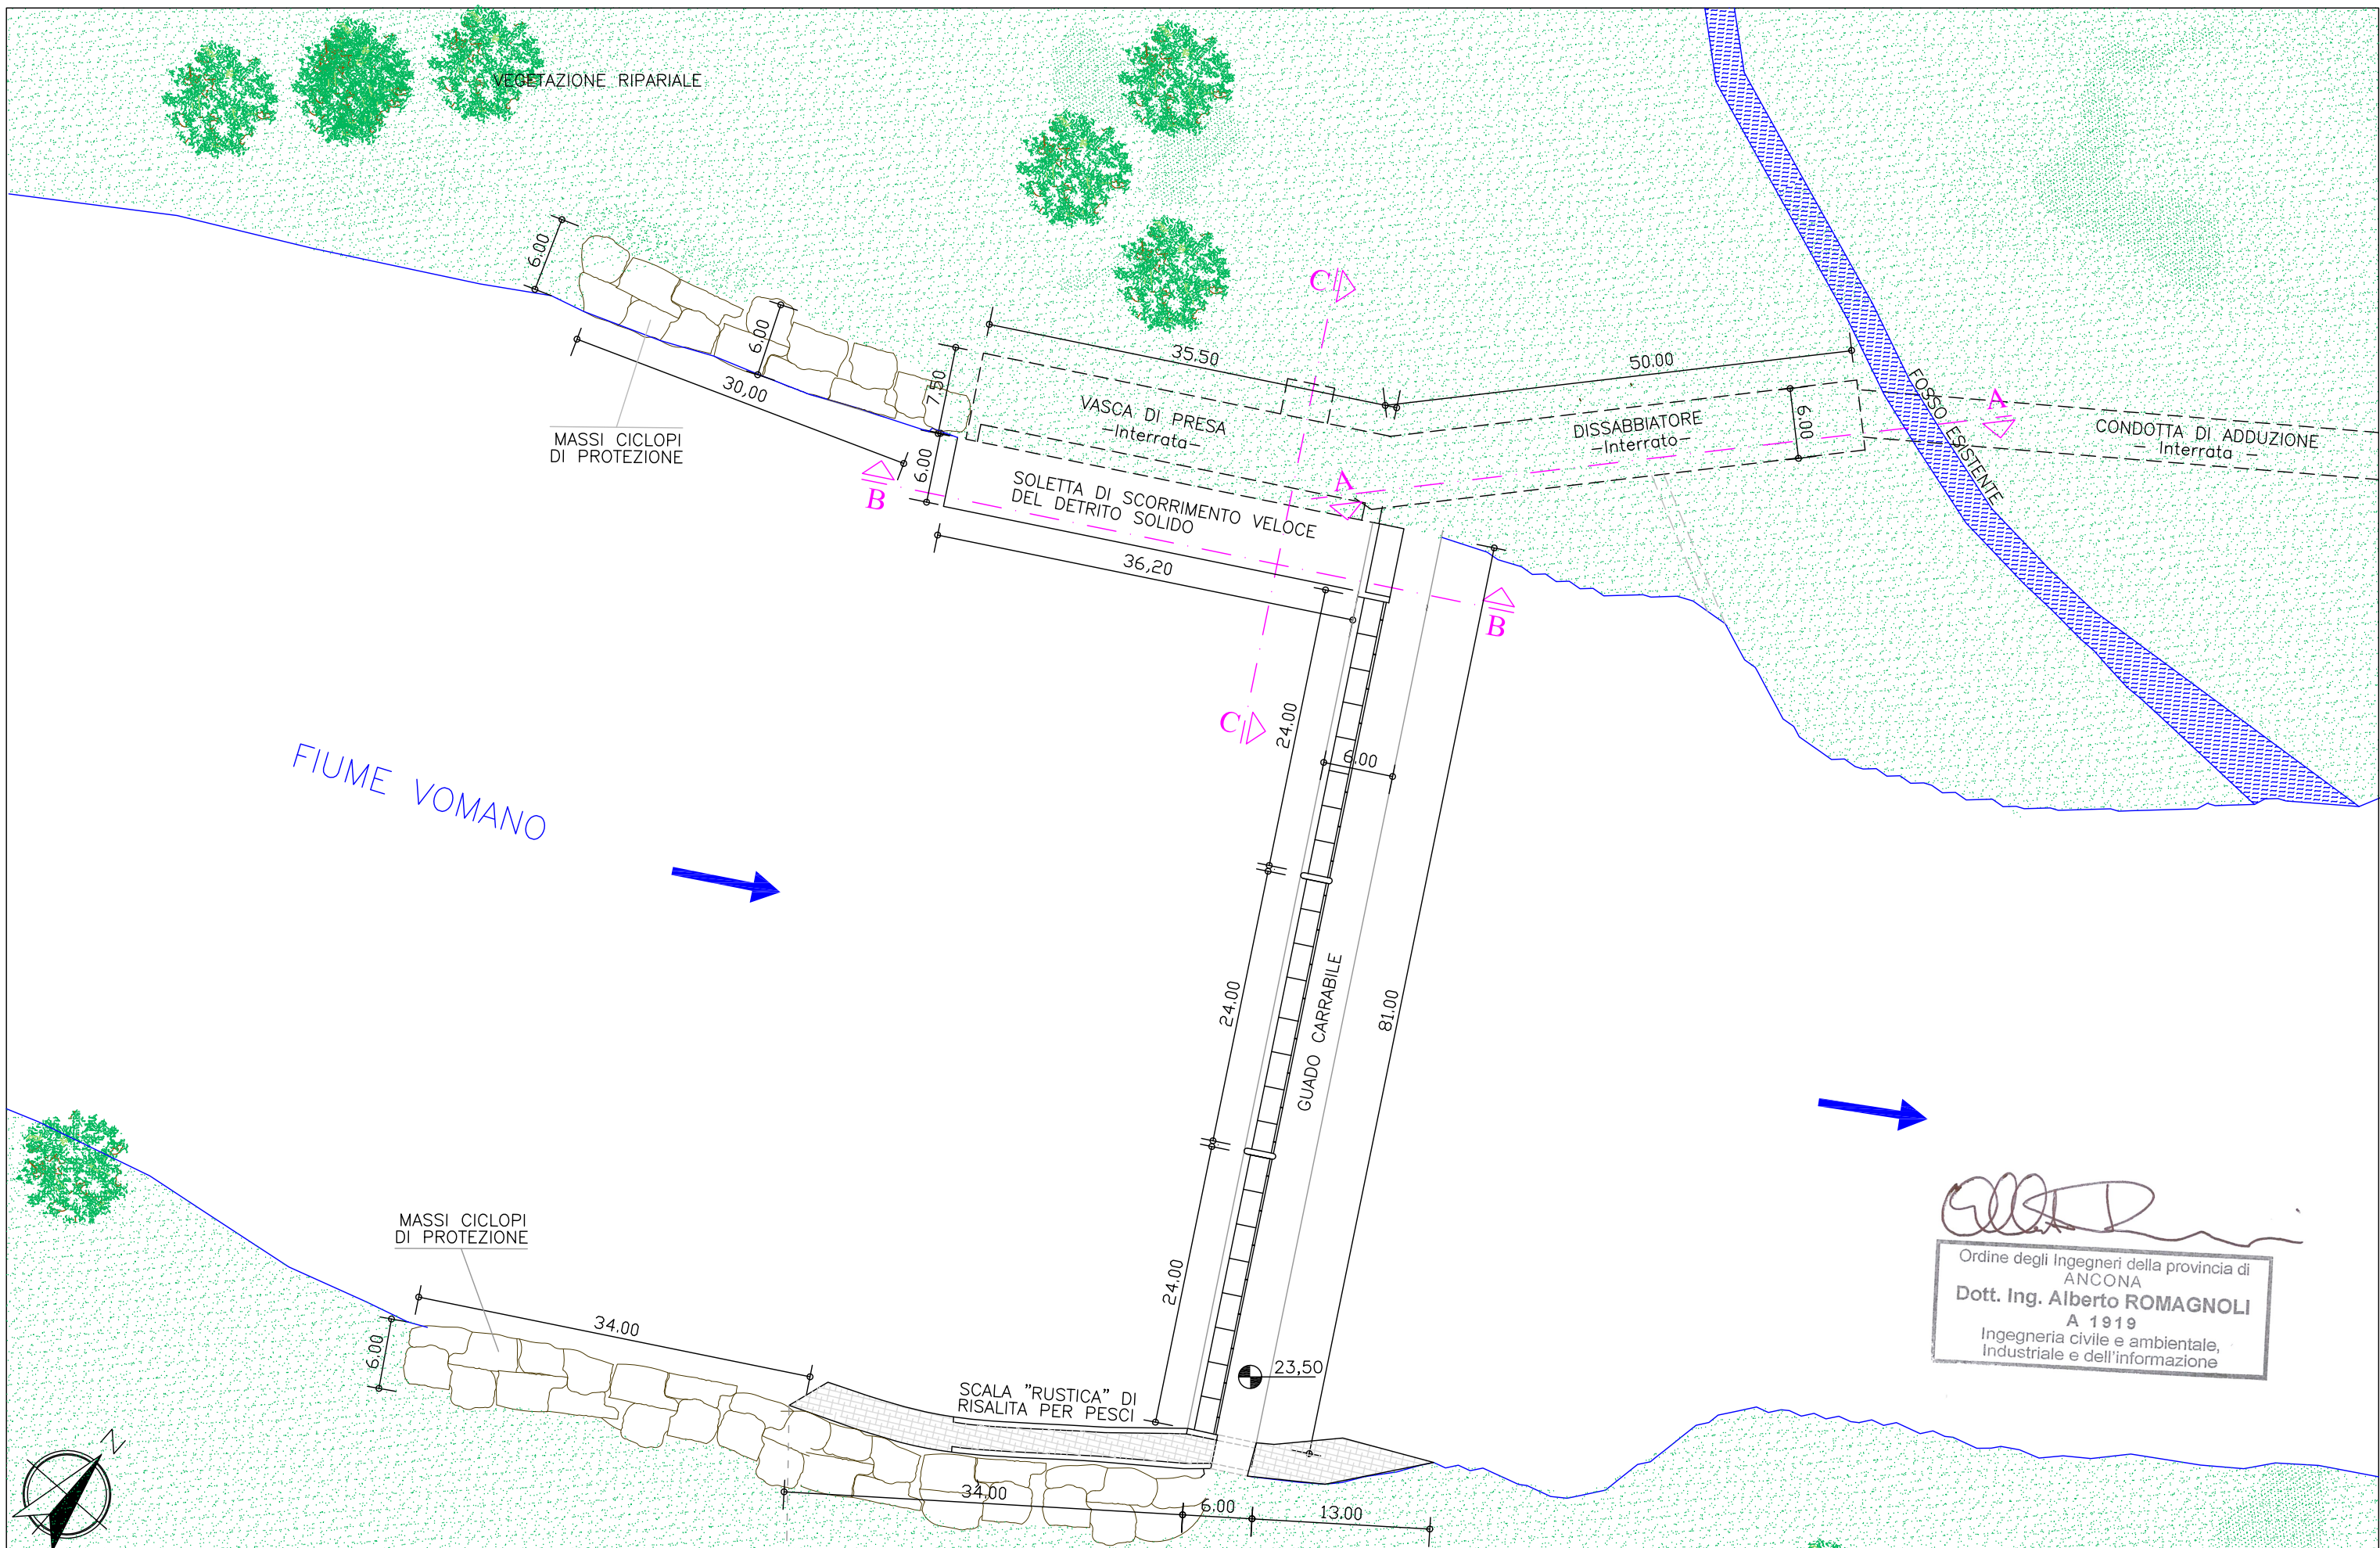 VEGETAZIONE RIPARIALE
6.00
6.00
30,00
MASSI CICLOPI
DI PROTEZIONE
7,50
6.00
35.50
C
50.00
VASCA DI PRESA
-Interrata-
DISSABBIATORE
-Interrato-
6.00
FOSSO ESISTENTE
A
CONDOTTA DI ADDUZIONE
- Interrata -
B
SOLETTA DI SCORRIMENTO VELOCE
DEL DETRITO SOLIDO
A
36,20
B
C
24.00
6.00
FIUME VOMANO
24.00
GUADO CARRABILE
81.00
24.00
MASSI CICLOPI
DI PROTEZIONE
34.00
6.00
23,50
SCALA "RUSTICA" DI
RISALITA PER PESCI
34.00
6.00
13.00
N
Ordine degli Ingegneri della provincia di
ANCONA
Dott. Ing. Alberto ROMAGNOLI
A 1919
Ingegneria civile e ambientale,
Industriale e dell'informazione